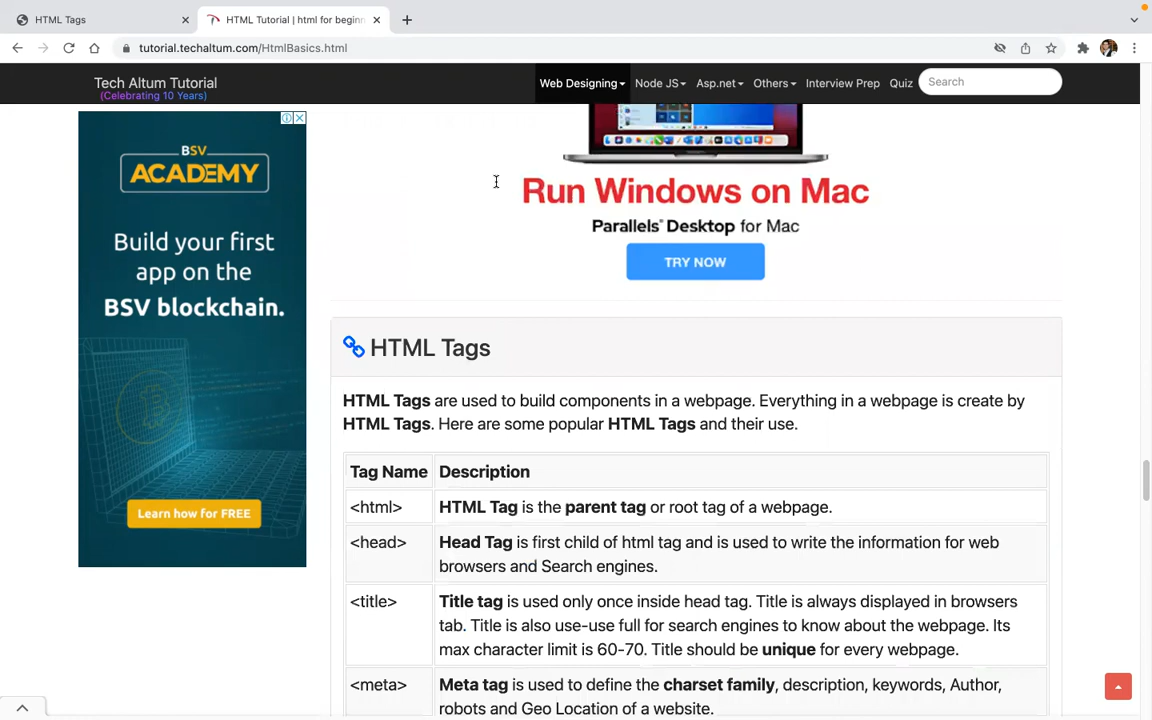 HTML Tags
HTML Tutorial | html for beginn
tutorial.techaltum.com/HtmlBasics.html
Tech Altum Tutorial
(Celebrating 10 Years)
Web Designing
Node JS
Asp.net
Others
Interview Prep
Quiz
Search
BSV
ACADEMY
Build your first
app on the
BSV blockchain.
Learn how for FREE
Run Windows on Mac
Parallels® Desktop for Mac
TRY NOW
HTML Tags
HTML Tags are used to build components in a webpage. Everything in a webpage is create by
HTML Tags. Here are some popular HTML Tags and their use.
Tag Name Description
<html> HTML Tag is the parent tag or root tag of a webpage.
<head> Head Tag is first child of html tag and is used to write the information for web
browsers and Search engines.
<title> Title tag is used only once inside head tag. Title is always displayed in browsers
tab. Title is also use-use full for search engines to know about the webpage. Its
max character limit is 60-70. Title should be unique for every webpage.
<meta> Meta tag is used to define the charset family, description, keywords, Author,
robots and Geo Location of a website.